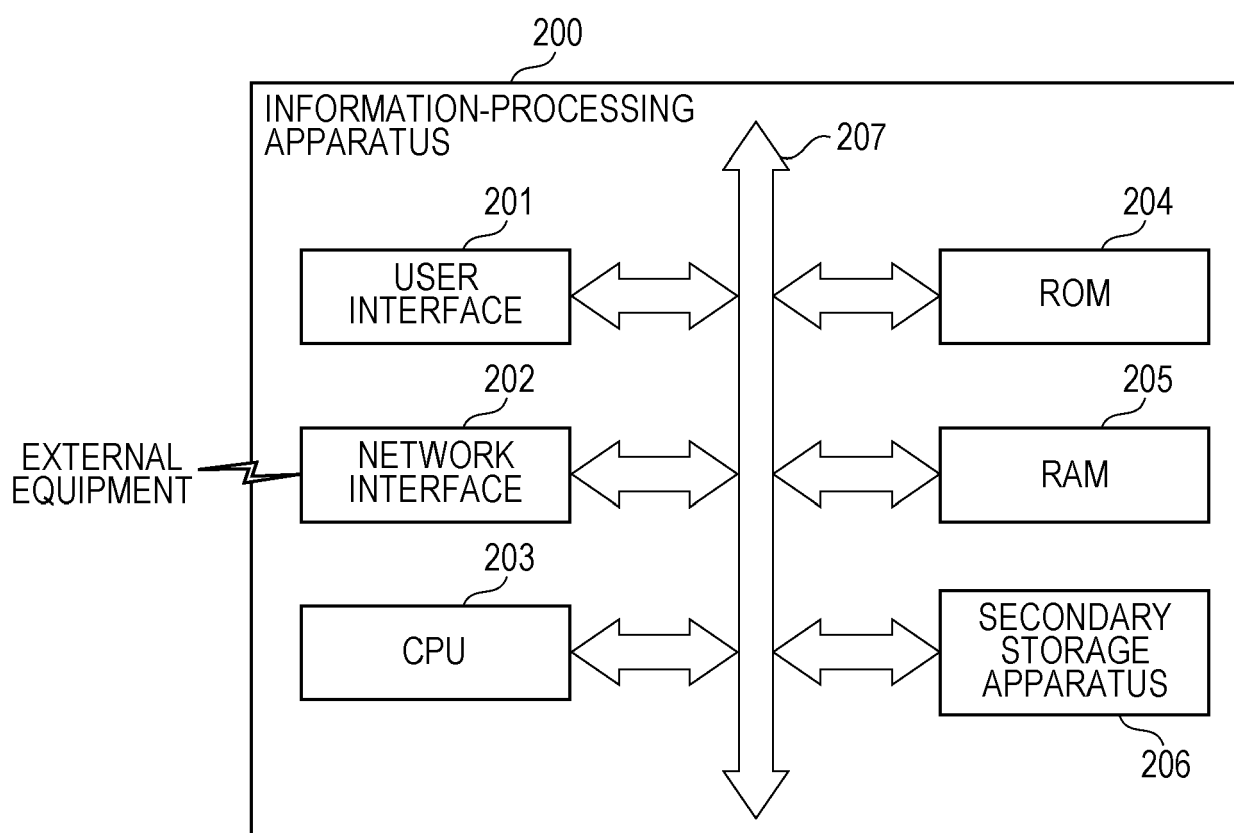 200
INFORMATION-PROCESSING
APPARATUS
207
201
USER
INTERFACE
204
ROM
202
NETWORK
INTERFACE
EXTERNAL
EQUIPMENT
205
RAM
203
CPU
SECONDARY
STORAGE
APPARATUS
206